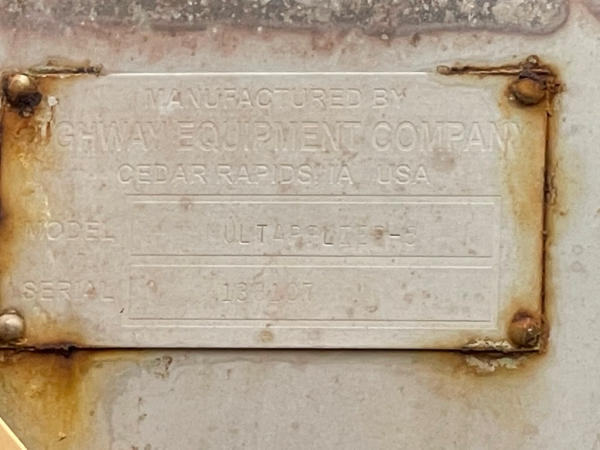 MANUFACTURED BY
HIGHWAY EQUIPMENT COMPANY
CEDAR RAPIDS, IA USA
MODEL
SERIAL